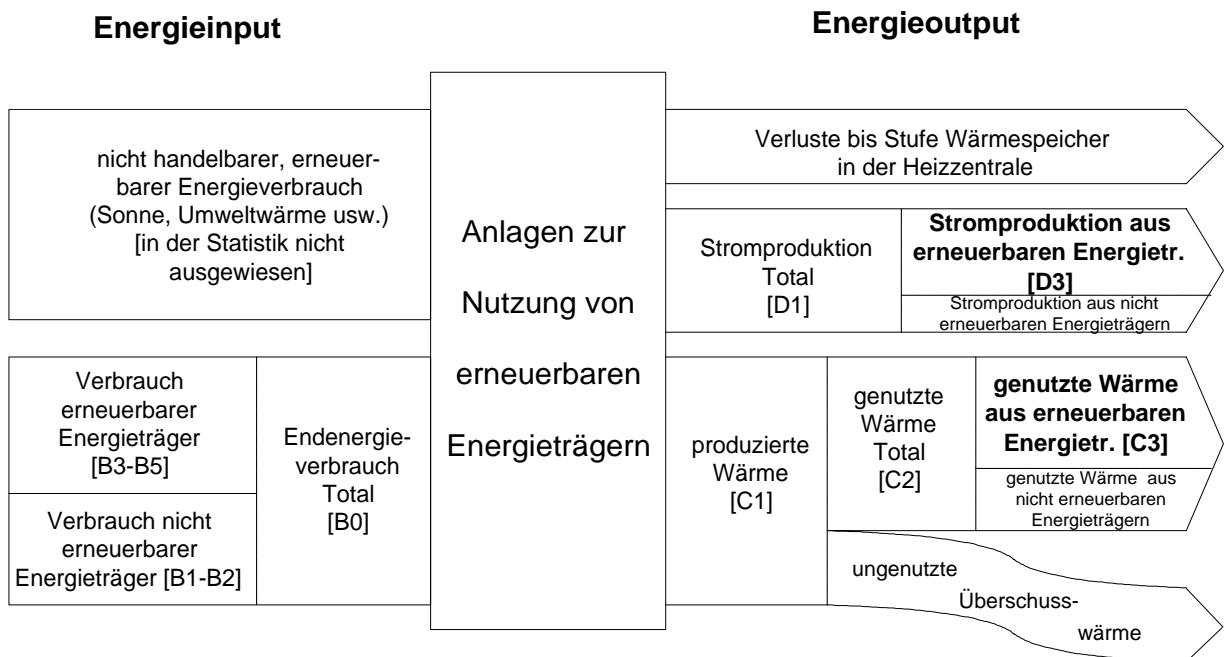 Energieinput
Energieoutput
nicht handelbarer, erneuer-
barer Energieverbrauch
(Sonne, Umweltwärme usw.)
[in der Statistik nicht
ausgewiesen]
Verbrauch
erneuerbarer
Energieträger
[B3-B5]
Verbrauch nicht
erneuerbarer
Energieträger [B1-B2]
Endenergie-
verbrauch
Total
[B0]
Anlagen zur
Nutzung von
erneuerbaren
Energieträgern
Verluste bis Stufe Wärmespeicher
in der Heizzentrale
Stromproduktion
Total
[D1]
Stromproduktion aus
erneuerbaren Energietr.
[D3]
Stromproduktion aus nicht
erneuerbaren Energieträgern
produzierte
Wärme
[C1]
genutzte
Wärme
Total
[C2]
genutzte Wärme
aus erneuerbaren
Energietr. [C3]
genutzte Wärme aus
nicht erneuerbaren
Energieträgern
ungenutzte
Überschuss-
wärme